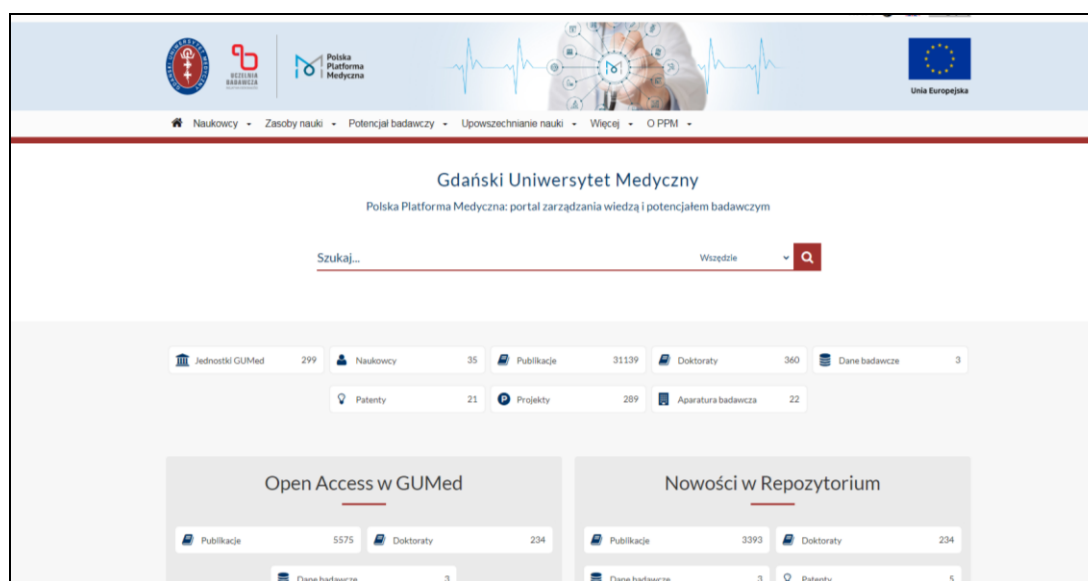 UCZELNIA
BADAWCZA
Polska
Platforma
Medyczna
Unia Europejska
Naukowcy Zasoby nauki Potencjał badawczy Upowszechnianie nauki Więcej O PPM
Gdański Uniwersytet Medyczny
Polska Platforma Medyczna: portal zarządzania wiedzą i potencjałem badawczym
Szukaj... Wszędzie
Jednostki GUMed 299 Naukowcy 35 Publikacje 31139 Doktoraty 360 Dane badawcze 3
Patenty 21 Projekty 289 Aparatura badawcza 22
Open Access w GUMed Nowości w Repozytorium
Publikacje 5575 Doktoraty 234 Publikacje 3393 Doktoraty 234
Dane badawcze 3 Dane badawcze 3 Patenty 5